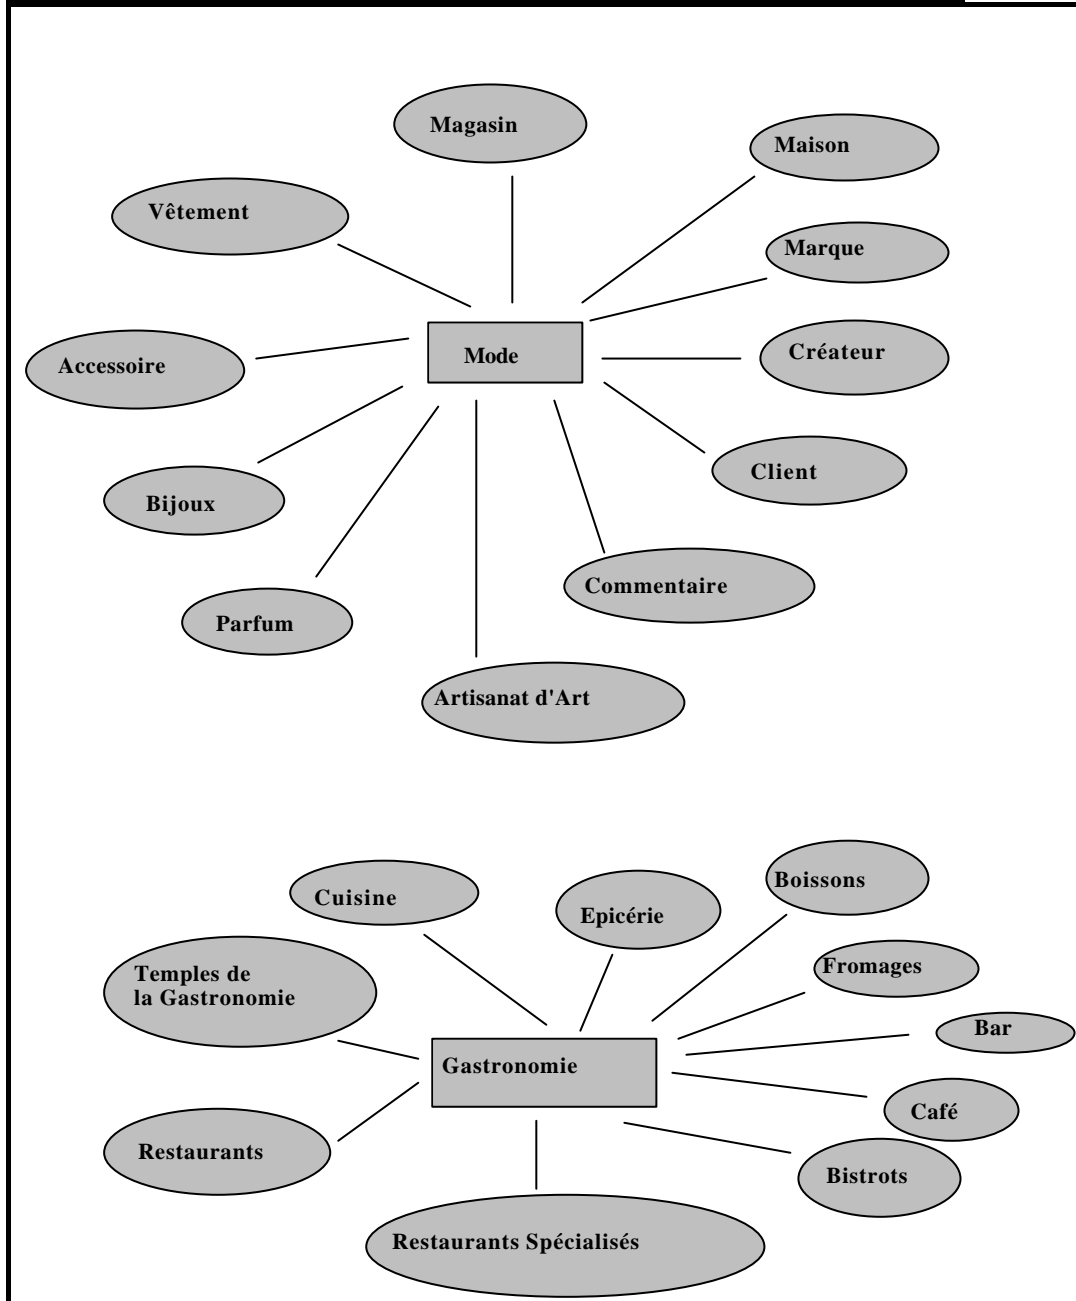 Magasin
Maison
Vêtement
Marque
Accessoire
Mode
Créateur
Client
Bijoux
Commentaire
Parfum
Artisanat d'Art
Cuisine
Epicérie
Boissons
Temples de
la Gastronomie
Fromages
Bar
Gastronomie
Café
Restaurants
Bistrots
Restaurants Spécialisés